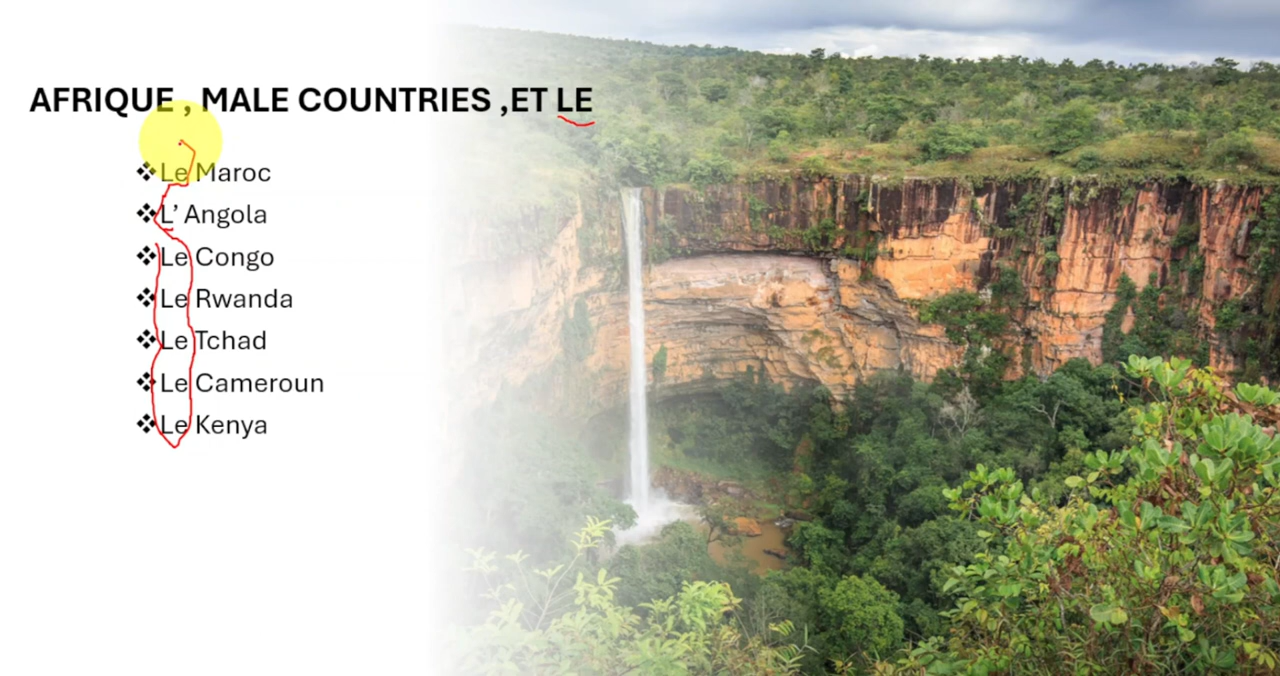 AFRIQUE , MALE COUNTRIES ,ET LE
❖Le Maroc
❖L’ Angola
❖Le Congo
❖Le Rwanda
❖Le Tchad
❖Le Cameroun
❖Le Kenya